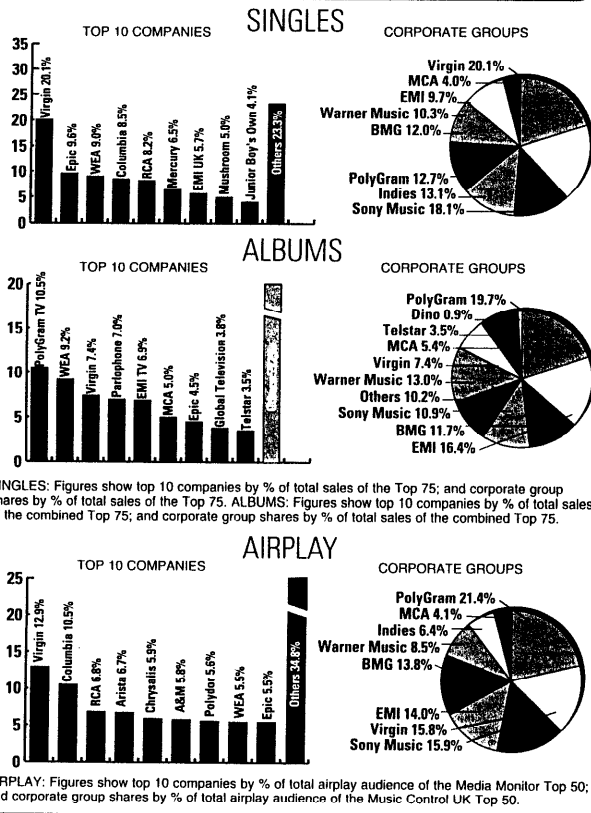 SINGLES
TOP 10 COMPANIES
CORPORATE GROUPS
35
30
25
20
15
10
5
0
Virgin 20.1%
Epic 9.6%
WEA 9.0%
Columbia 8.5%
RCA 8.2%
Mercury 6.5%
EMI UK 5.7%
Mushroom 5.0%
Junior Boy's Own 4.1%
Others 23.3%
Virgin 20.1%
MCA 4.0%
EMI 9.7%
Warner Music 10.3%
BMG 12.0%
PolyGram 12.7%
Indies 13.1%
Sony Music 18.1%
ALBUMS
TOP 10 COMPANIES
CORPORATE GROUPS
20
15
10
5
0
PolyGram TV 10.5%
WEA 9.2%
Virgin 7.4%
Parlophone 7.0%
EMI TV 6.9%
MCA 5.0%
Epic 4.5%
Global Television 3.8%
Telstar 3.5%
PolyGram 19.7%
Dino 0.9%
Telstar 3.5%
MCA 5.4%
Virgin 7.4%
Warner Music 13.0%
Others 10.2%
Sony Music 10.9%
BMG 11.7%
EMI 16.4%
INGLES: Figures show top 10 companies by % of total sales of the Top 75; and corporate group
hares by % of total sales of the Top 75. ALBUMS: Figures show top 10 companies by % of total sales
the combined Top 75; and corporate group shares by % of total sales of the combined Top 75.
AIRPLAY
TOP 10 COMPANIES
CORPORATE GROUPS
25
20
15
10
5
0
Virgin 12.9%
Columbia 10.5%
RCA 6.8%
Arista 6.7%
Chrysalis 5.9%
A&M 5.8%
Polydor 5.6%
WEA 5.5%
Epic 5.5%
Others 34.8%
PolyGram 21.4%
MCA 4.1%
Indies 6.4%
Warner Music 8.5%
BMG 13.8%
EMI 14.0%
Virgin 15.8%
Sony Music 15.9%
RPLAY: Figures show top 10 companies by % of total airplay audience of the Media Monitor Top 50;
d corporate group shares by % of total airplay audience of the Music Control UK Top 50.